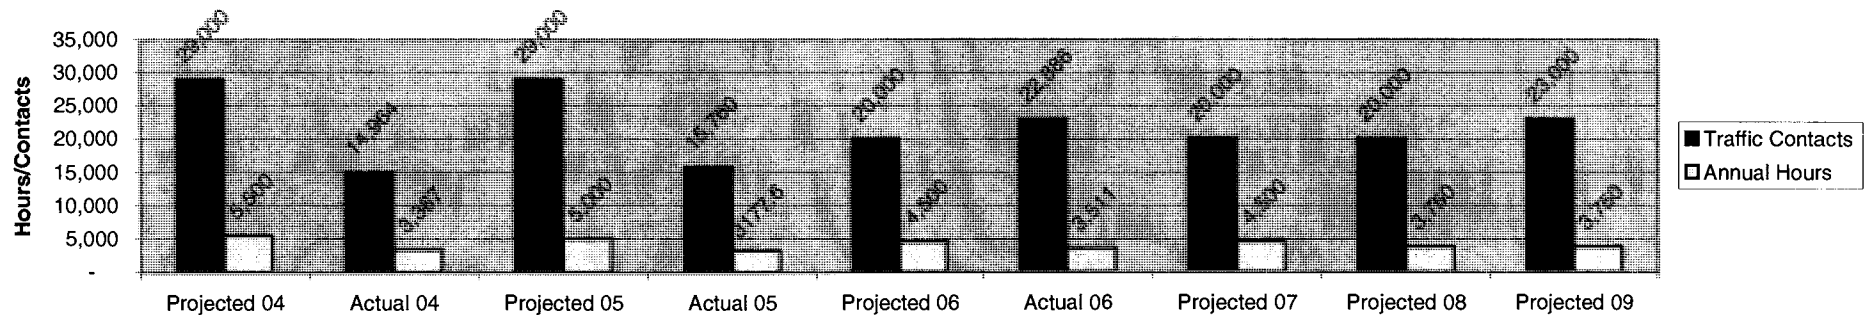 Hours/Contacts
35,000
30,000
25,000
20,000
15,000
10,000
5,000
-
29,000
5,500
14,964
3,387
29,000
5,000
15,760
20,000
4,500
3,511
20,000
4,500
20,000
3,750
23,000
3,750
Projected 04
Actual 04
Projected 05
Actual 05
Projected 06
Actual 06
Projected 07
Projected 08
Projected 09
Traffic Contacts
Annual Hours